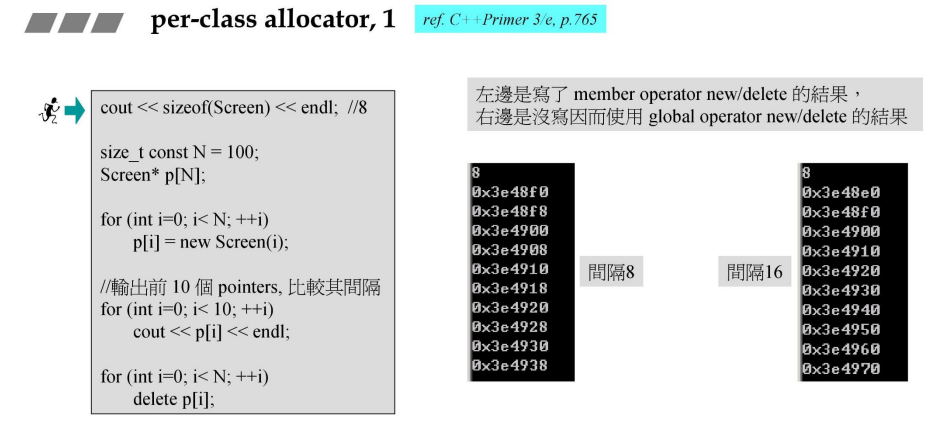 per-class allocator, 1 ref. C++Primer 3/e, p.765
cout << sizeof(Screen) << endl; //8
size_t const N = 100;
Screen* p[N];
for (int i=0; i< N; ++i)
p[i] = new Screen(i);
//輸出前 10 個 pointers, 比較其間隔
for (int i=0; i< 10; ++i)
cout << p[i] << endl;
for (int i=0; i< N; ++i)
delete p[i];
左邊是寫了 member operator new/delete 的結果，
右邊是沒寫因而使用 global operator new/delete 的結果
8
0x3e48f0
0x3e48f8
0x3e4900
0x3e4908
0x3e4910
0x3e4918
0x3e4920
0x3e4928
0x3e4930
0x3e4938
間隔8
間隔16
8
0x3e48e0
0x3e48f0
0x3e4900
0x3e4910
0x3e4920
0x3e4930
0x3e4940
0x3e4950
0x3e4960
0x3e4970